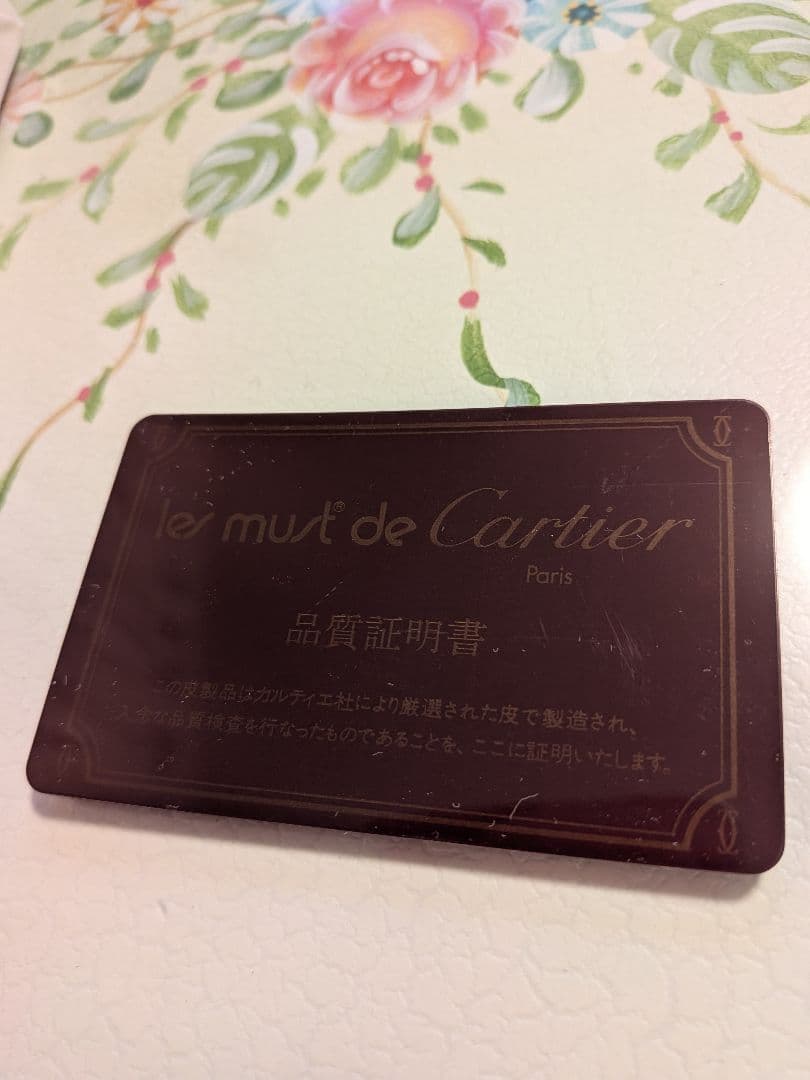 les must® de Cartier
Paris
品質証明書
この皮製品はカルティエ社により厳選された皮で製造され、
入念な品質検査を行なったものであることを、ここに証明いたします。